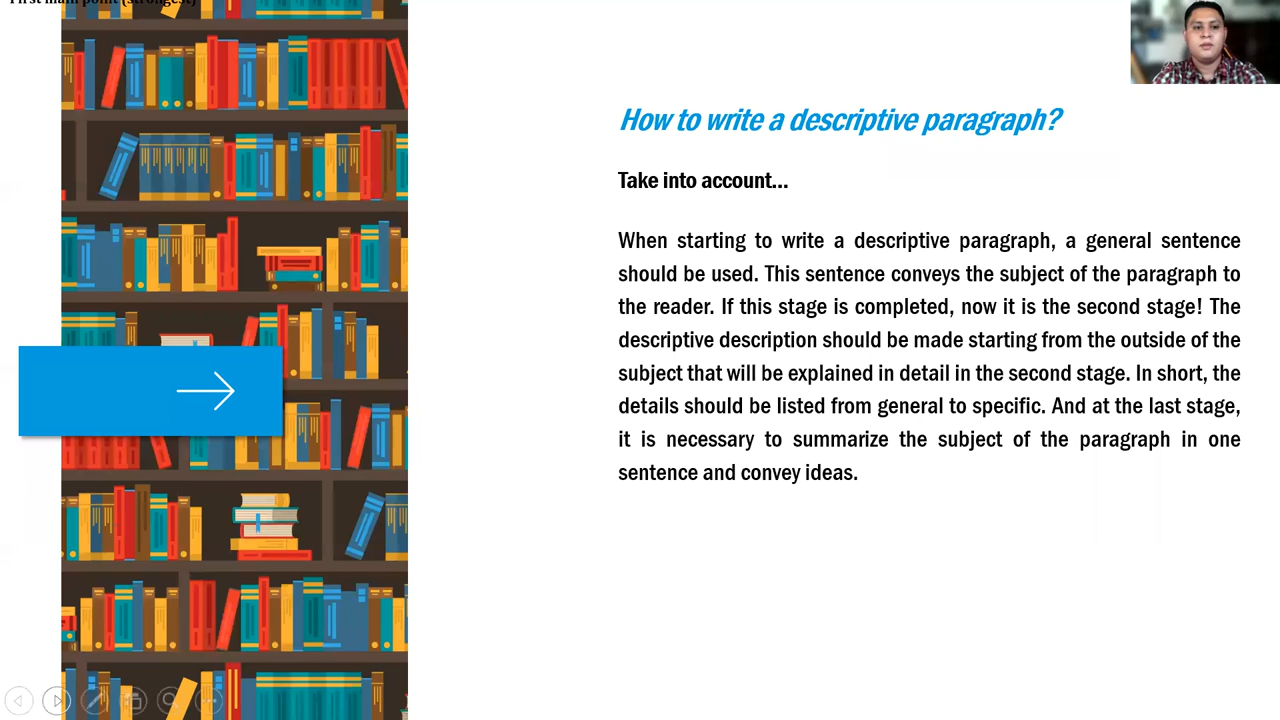 First main point (strongest)
How to write a descriptive paragraph?
Take into account...
When starting to write a descriptive paragraph, a general sentence
should be used. This sentence conveys the subject of the paragraph to
the reader. If this stage is completed, now it is the second stage! The
descriptive description should be made starting from the outside of the
subject that will be explained in detail in the second stage. In short, the
details should be listed from general to specific. And at the last stage,
it is necessary to summarize the subject of the paragraph in one
sentence and convey ideas.